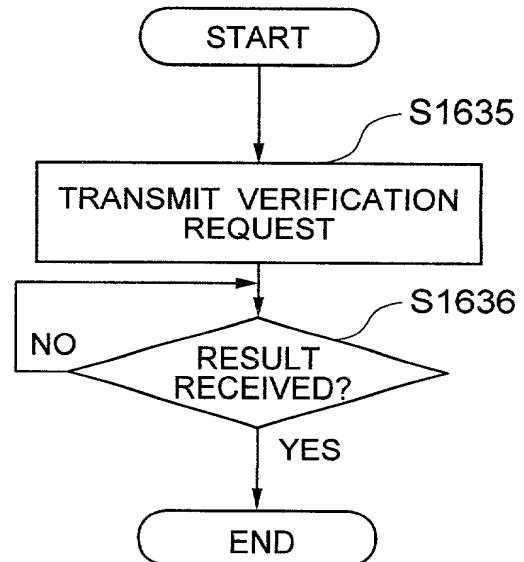 START
S1635
TRANSMIT VERIFICATION
REQUEST
S1636
NO
RESULT
RECEIVED?
YES
END